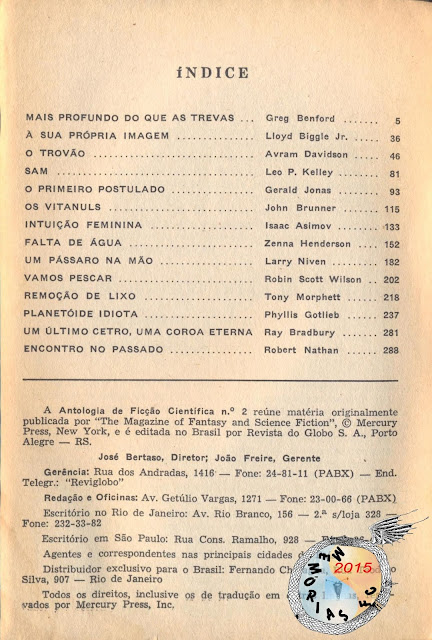 íNDICE
MAIS PROFUNDO DO QUE AS TREVAS ... Greg Benford ....... 5
À SUA PRÓPRIA IMAGEM .............. Lloyd Biggle Jr. .... 36
O TROVÃO ............................ Avram Davidson .... 46
SAM .................................. Leo P. Kelley ...... 81
O PRIMEIRO POSTULADO .............. Gerald Jonas ....... 93
OS VITANULS ......................... John Brunner ...... 115
INTUIÇÃO FEMININA .................. Isaac Asimov ...... 133
FALTA DE ÁGUA ...................... Zenna Henderson .... 152
UM PÁSSARO NA MÃO ................. Larry Niven ........ 182
VAMOS PESCAR ....................... Robin Scott Wilson .. 202
REMOÇÃO DE LIXO .................... Tony Morphett ..... 218
PLANETÓIDE IDIOTA .................. Phyllis Gotlieb ..... 237
UM ÚLTIMO CETRO, UMA COROA ETERNA Ray Bradbury ...... 281
ENCONTRO NO PASSADO .............. Robert Nathan ...... 288
A Antologia de Ficção Científica n.º 2 reúne matéria originalmente
publicada por "The Magazine of Fantasy and Science Fiction", © Mercury
Press, New York, e é editada no Brasil por Revista do Globo S. A., Porto
Alegre — RS.
José Bertaso, Diretor; João Freire, Gerente
Gerência: Rua dos Andradas, 1416 — Fone: 24-81-11 (PABX) — End.
Telegr.: "Reviglobo"
Redação e Oficinas: Av. Getúlio Vargas, 1271 — Fone: 23-00-66 (PABX)
Escritório no Rio de Janeiro: Av. Rio Branco, 156 — 2.ª s/loja 328 —
Fone: 232-33-82
Escritório em São Paulo: Rua Cons. Ramalho, 928 —
Agentes e correspondentes nas principais cidades
Distribuidor exclusivo para o Brasil: Fernando
Silva, 907 — Rio de Janeiro
Todos os direitos, inclusive os de tradução em
vados por Mercury Press, Inc.
MEMÓRIAS
2015